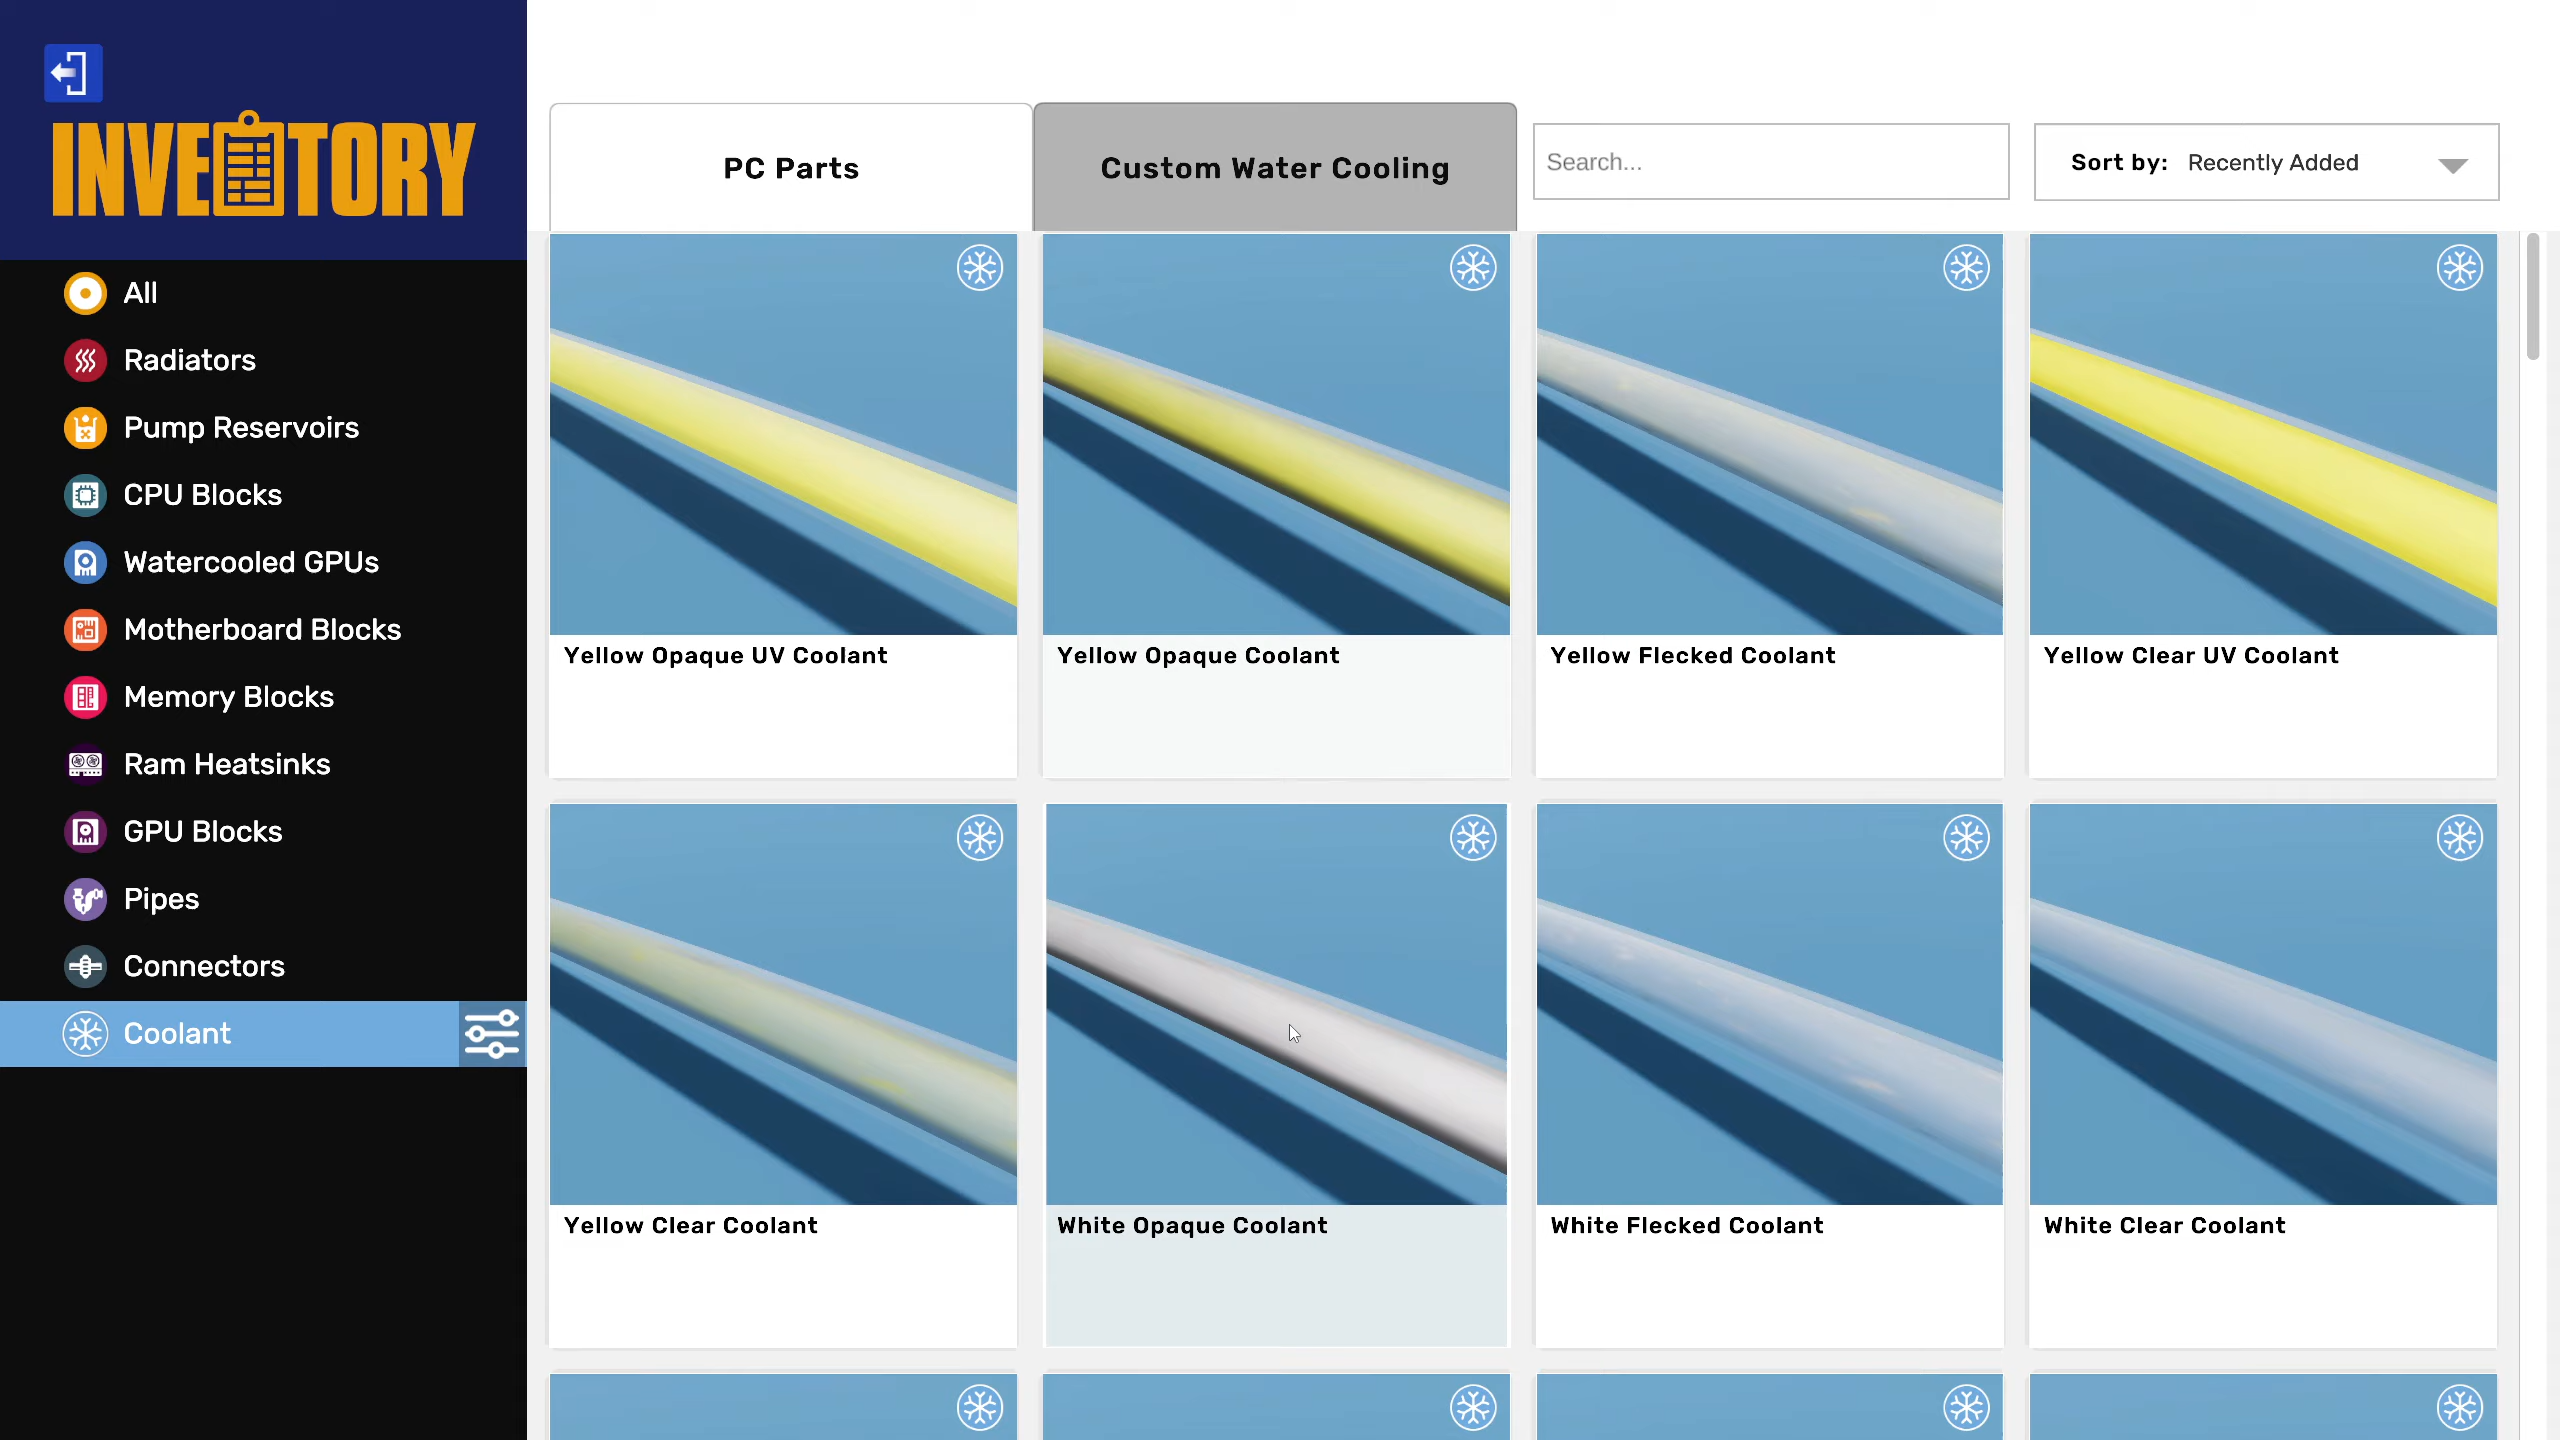 INVENTORY
All
Radiators
Pump Reservoirs
CPU Blocks
Watercooled GPUs
Motherboard Blocks
Memory Blocks
Ram Heatsinks
GPU Blocks
Pipes
Connectors
Coolant
PC Parts
Custom Water Cooling
Search...
Sort by: Recently Added
Yellow Opaque UV Coolant
Yellow Opaque Coolant
Yellow Flecked Coolant
Yellow Clear UV Coolant
Yellow Clear Coolant
White Opaque Coolant
White Flecked Coolant
White Clear Coolant